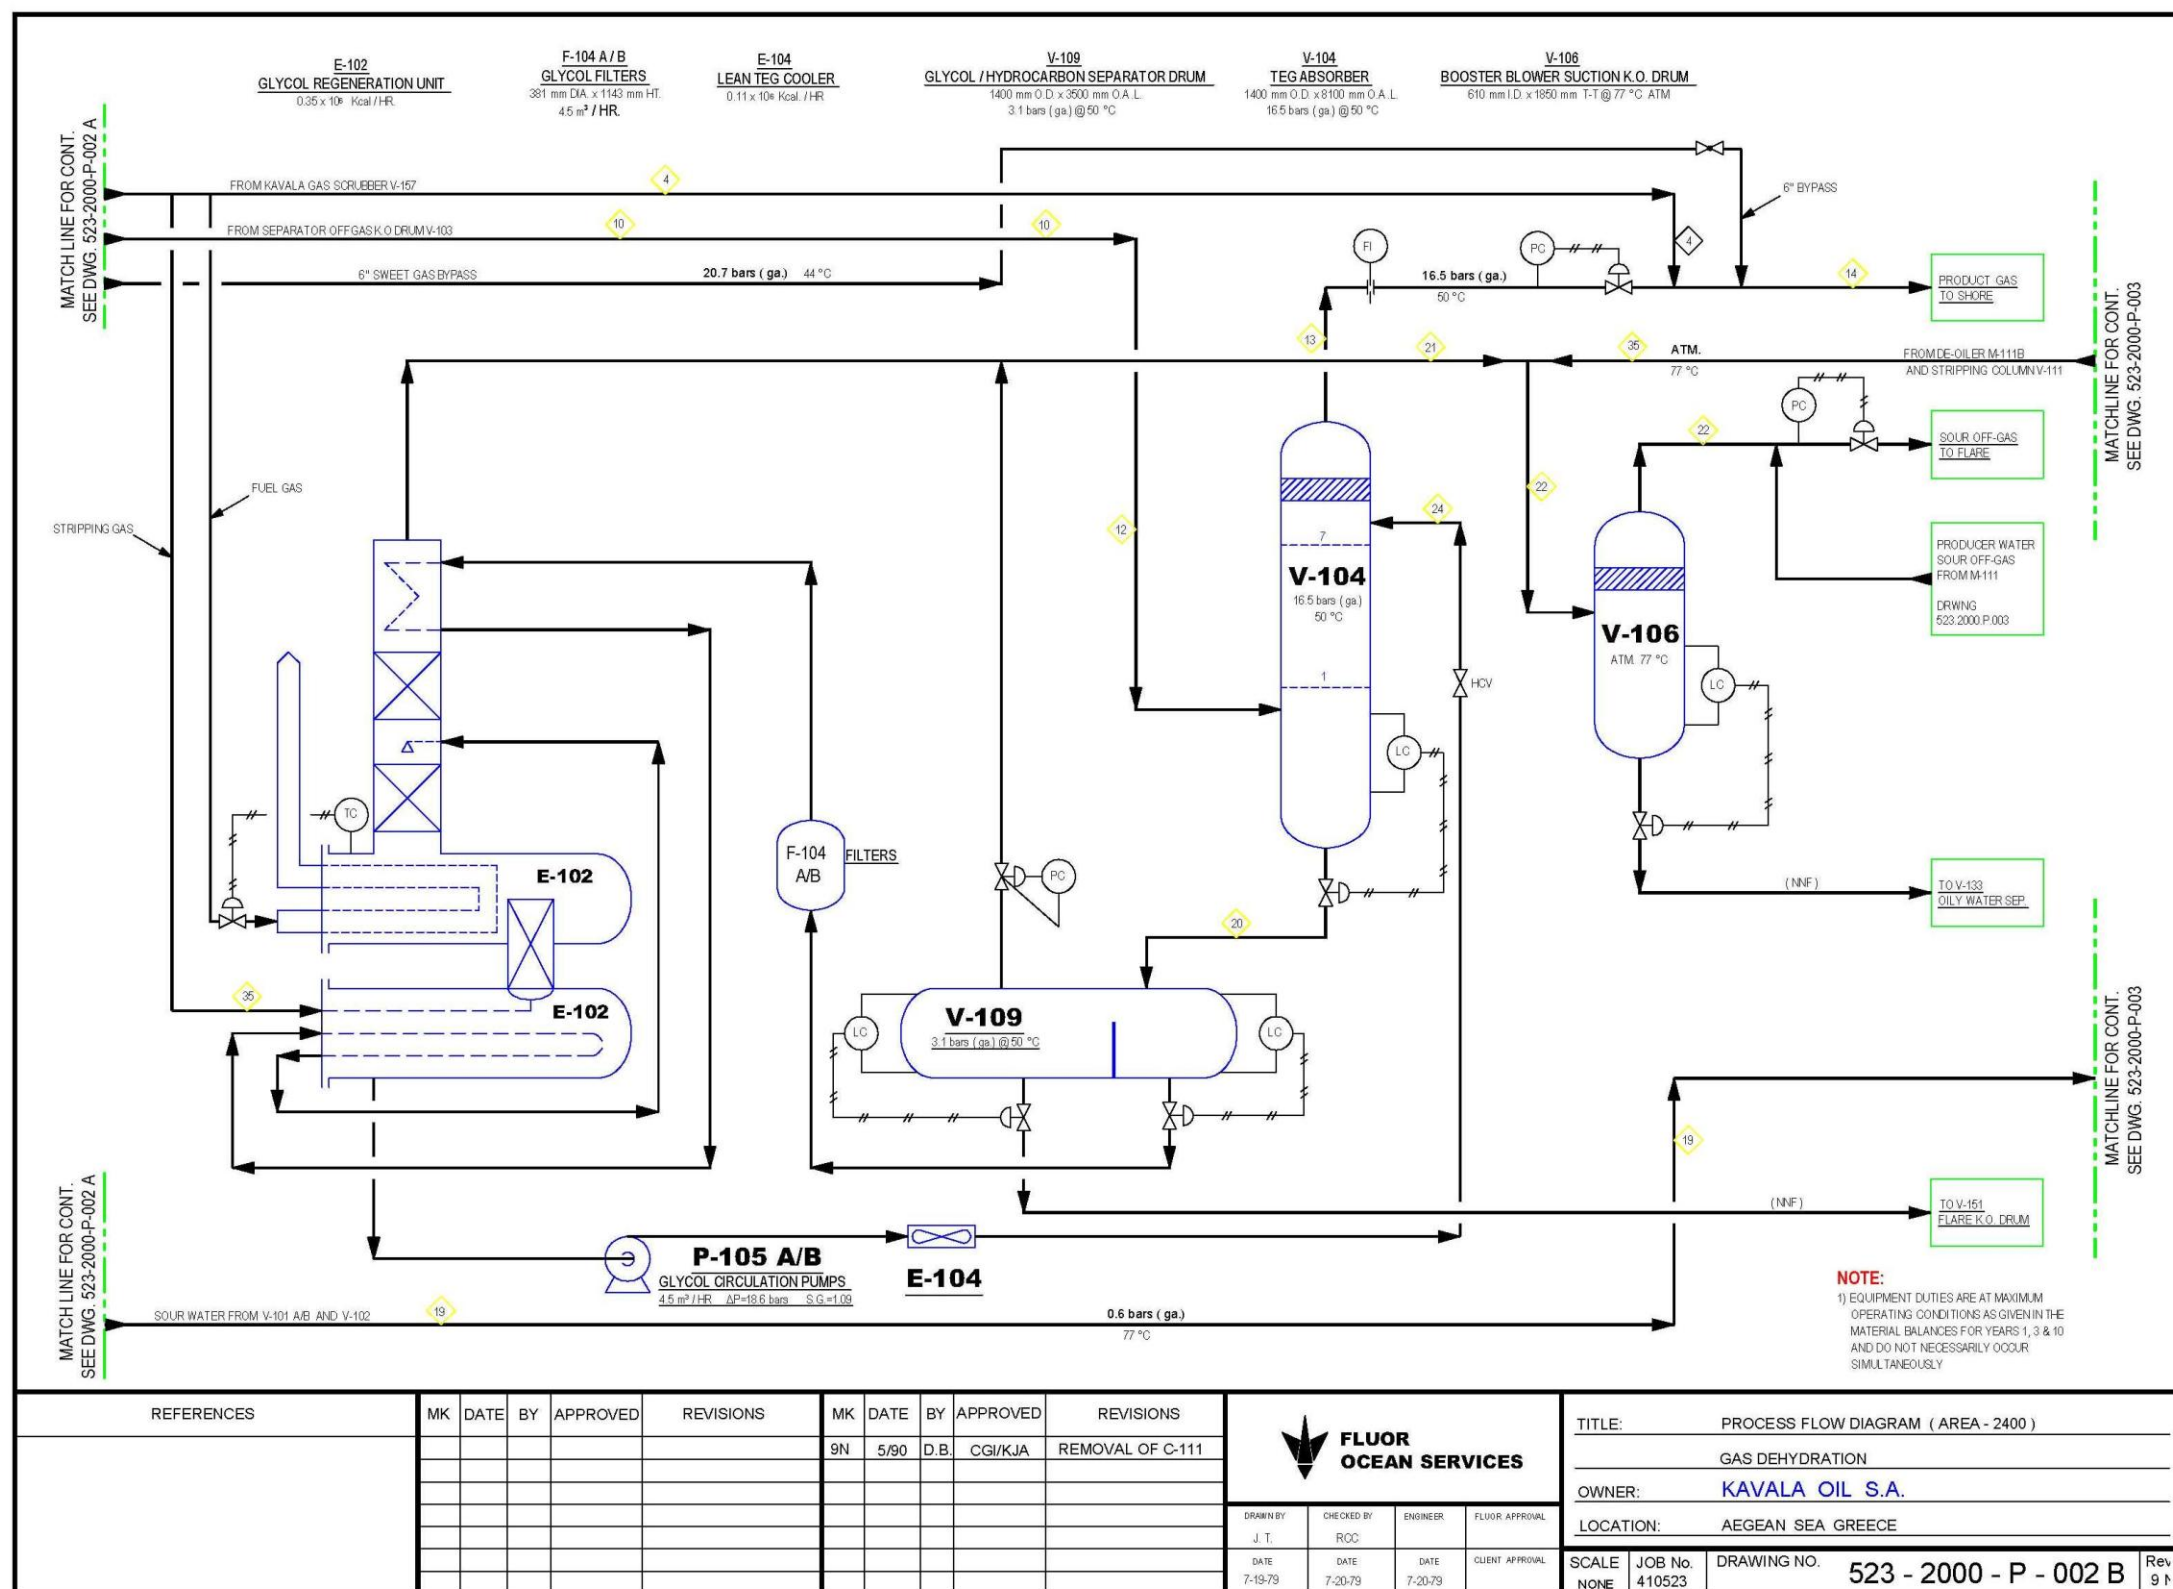 E-102
GLYCOL REGENERATION UNIT
0.35 x 10⁶ Kcal / HR.
F-104 A / B
GLYCOL FILTERS
381 mm DIA. x 1143 mm HT.
4.5 m³ / HR.
E-104
LEAN TEG COOLER
0.11 x 10⁶ Kcal. / HR
V-109
GLYCOL / HYDROCARBON SEPARATOR DRUM
1400 mm O.D. x 3500 mm O.A.L.
3.1 bars ( ga.) @ 50 °C
V-104
TEG ABSORBER
1400 mm O.D. x 8100 mm O.A.L.
16.5 bars ( ga.) @ 50 °C
V-106
BOOSTER BLOWER SUCTION K.O. DRUM
610 mm I.D. x 1850 mm T-T @ 77 °C ATM
MATCH LINE FOR CONT.
SEE DWG. 523-2000-P-002 A
FROM KAVALA GAS SCRUBBER V-157
4
FROM SEPARATOR OFF GAS K.O DRUM V-103
10
10
6" SWEET GAS BYPASS
20.7 bars ( ga.) 44 °C
6" BYPASS
4
FI
PC
16.5 bars ( ga.)
50 °C
14
PRODUCT GAS
TO SHORE
MATCHLINE FOR CONT.
SEE DWG. 523-2000-P-003
13
21
35
ATM.
77 °C
FROM DE-OILER M-111B
AND STRIPPING COLUMN V-111
PC
22
SOUR OFF-GAS
TO FLARE
FUEL GAS
STRIPPING GAS
12
24
22
7
V-104
16.5 bars ( ga.)
50 °C
1
HCV
LC
V-106
ATM. 77 °C
LC
PRODUCER WATER
SOUR OFF-GAS
FROM M-111
DRWNG
523.2000.P.003
TC
E-102
F-104
A/B
FILTERS
PC
20
( NNF )
TO V-133
OILY WATER SEP.
35
E-102
LC
V-109
3.1 bars ( ga.) @ 50 °C
LC
MATCHLINE FOR CONT.
SEE DWG. 523-2000-P-003
19
( NNF )
TO V-151
FLARE K.O. DRUM
MATCH LINE FOR CONT.
SEE DWG. 523-2000-P-002 A
P-105 A/B
GLYCOL CIRCULATION PUMPS
4.5 m³ / HR ΔP=18.6 bars S.G.=1.09
E-104
SOUR WATER FROM V-101 A/B AND V-102
19
0.6 bars ( ga.)
77 °C
NOTE:
1) EQUIPMENT DUTIES ARE AT MAXIMUM
OPERATING CONDITIONS AS GIVEN IN THE
MATERIAL BALANCES FOR YEARS 1, 3 & 10
AND DO NOT NECESSARILY OCCUR
SIMULTANEOUSLY
REFERENCES
MK DATE BY APPROVED REVISIONS
MK DATE BY APPROVED REVISIONS
9N 5/90 D.B. CGI/KJA REMOVAL OF C-111
FLUOR
OCEAN SERVICES
DRAWN BY CHECKED BY ENGINEER FLUOR APPROVAL
J. T. RCC
DATE DATE DATE CLIENT APPROVAL
7-19-79 7-20-79 7-20-79
TITLE: PROCESS FLOW DIAGRAM ( AREA - 2400 )
GAS DEHYDRATION
OWNER: KAVALA OIL S.A.
LOCATION: AEGEAN SEA GREECE
SCALE JOB No. DRAWING NO. Rev
NONE 410523 523 - 2000 - P - 002 B 9 N